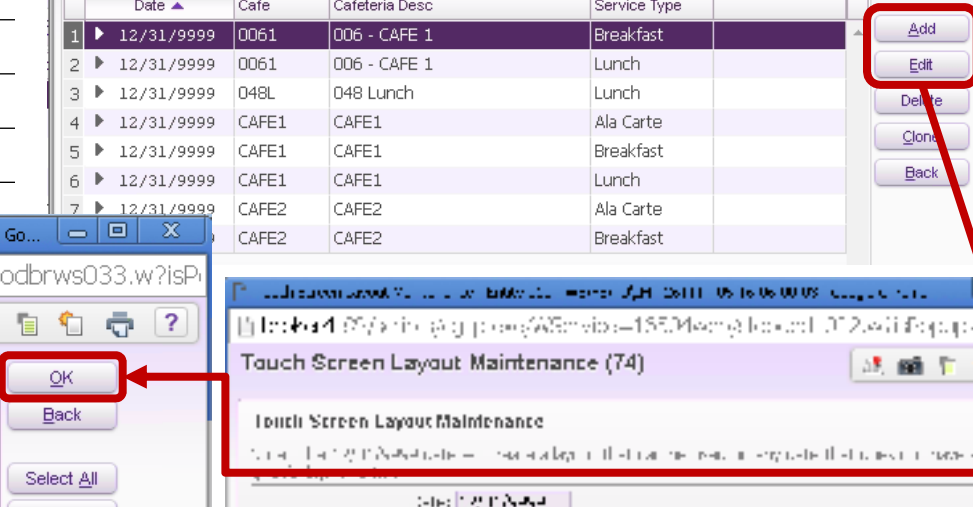 Date Cafe Cafeteria Desc Service Type
1 12/31/9999 0061 006 - CAFE 1 Breakfast
2 12/31/9999 0061 006 - CAFE 1 Lunch
3 12/31/9999 048L 048 Lunch Lunch
4 12/31/9999 CAFE1 CAFE1 Ala Carte
5 12/31/9999 CAFE1 CAFE1 Breakfast
6 12/31/9999 CAFE1 CAFE1 Lunch
7 12/31/9999 CAFE2 CAFE2 Ala Carte
CAFE2 CAFE2 Breakfast
Add
Edit
Delete
Clone
Back
Go...
odbrws033.w?isP
?
OK
Back
Select All
Touch Screen Layout Maintenance (74)
Touch Screen Layout Maintenance